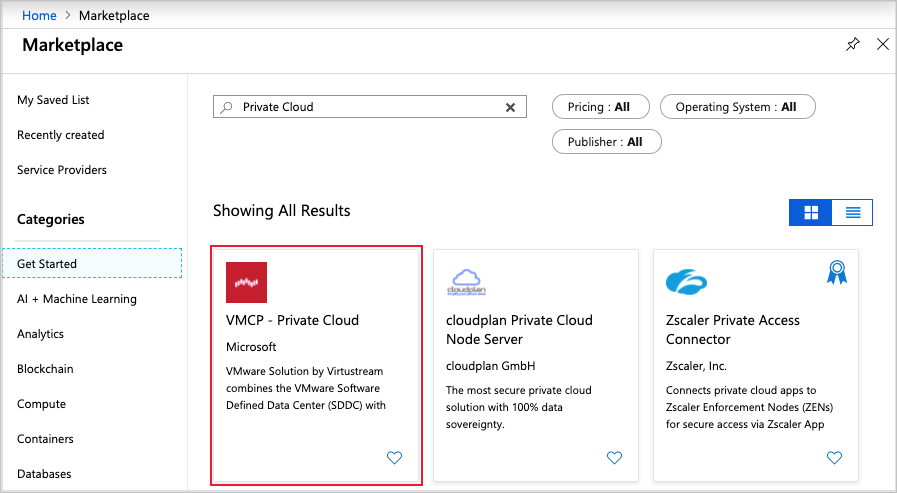 Home > Marketplace
Marketplace
My Saved List
Recently created
Service Providers
Categories
Get Started
AI + Machine Learning
Analytics
Blockchain
Compute
Containers
Databases
Private Cloud
Pricing : All
Operating System : All
Publisher : All
Showing All Results
VMCP - Private Cloud
Microsoft
VMware Solution by Virtustream
combines the VMware Software
Defined Data Center (SDDC) with
cloudplan
cloudplan Private Cloud
Node Server
cloudplan GmbH
The most secure private cloud
solution with 100% data
sovereignty.
Zscaler Private Access
Connector
Zscaler, Inc.
Connects private cloud apps to
Zscaler Enforcement Nodes (ZENs)
for secure access via Zscaler App